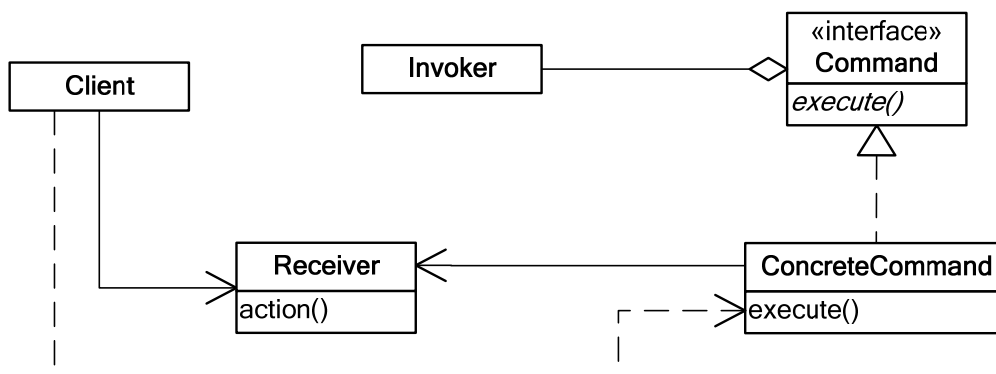 «interface»
Command
execute()
Invoker
Client
Receiver
action()
ConcreteCommand
execute()